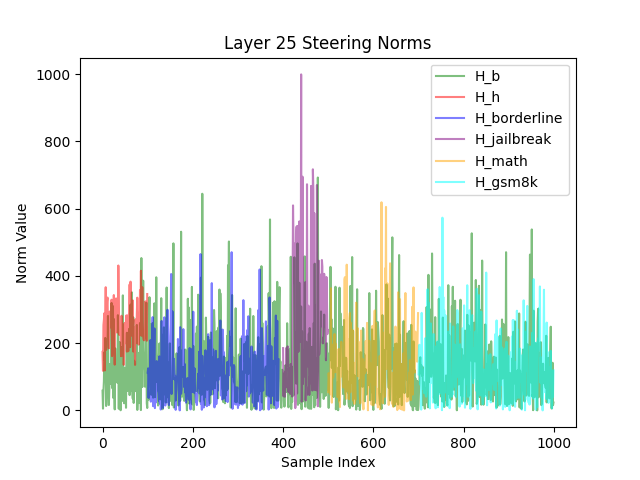 Layer 25 Steering Norms
Norm Value
1000
800
600
400
200
0
0
200
400
600
800
1000
Sample Index
H_b
H_h
H_borderline
H_jailbreak
H_math
H_gsm8k